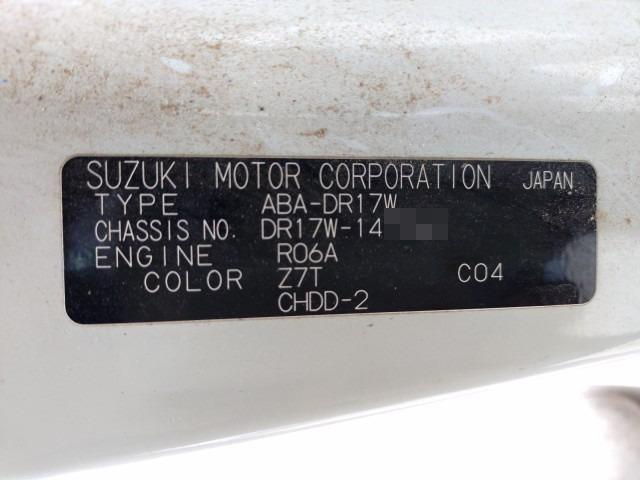 SUZUKI MOTOR CORPORATION JAPAN
TYPE ABA-DR17W
CHASSIS NO. DR17W-14
ENGINE R06A
COLOR Z7T C04
CHDD-2